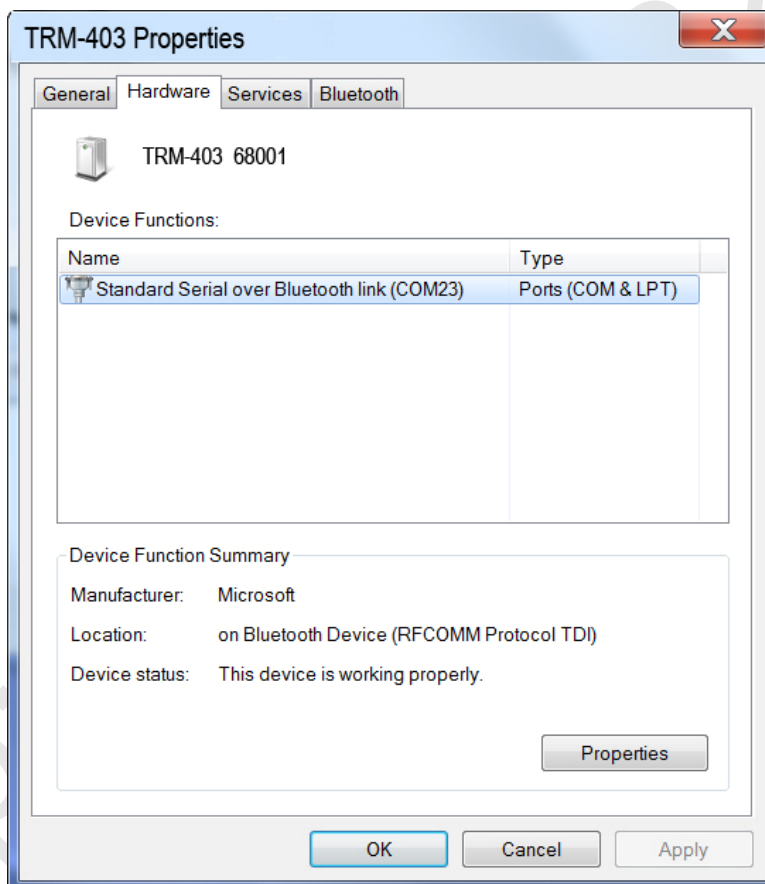 TRM-403 Properties
General Hardware Services Bluetooth
TRM-403 68001
Device Functions:
Name Type
Standard Serial over Bluetooth link (COM23) Ports (COM & LPT)
Device Function Summary
Manufacturer: Microsoft
Location: on Bluetooth Device (RFCOMM Protocol TDI)
Device status: This device is working properly.
Properties
OK Cancel Apply